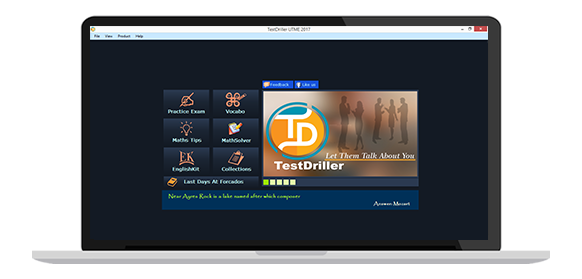 TestDriller UTME 2017
File View Product Help
Feedback Like us
Practice Exam Vocabo
Maths Tips MathSolver
EnglishKit Collections
Last Days At Forcados
TD
Let Them Talk About You
TestDriller
Near Ayres Rock is a lake named after which composer
Answer: Mozart